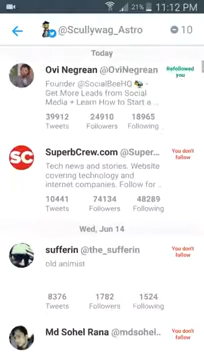 21% 11:12 PM
@Scullywag_Astro 10
Today
Ovi Negrean @OviNegrean
Refollowed you
Founder @SocialBeeHQ
Get More Leads from Social
Media + Learn How to Start a...
39912 24910 18965
Tweets Followers Following
SC
SuperbCrew.com @Super...
You don't follow
Tech news and stories. Website
covering technology and
internet companies. Follow for ..
10441 74134 48289
Tweets Followers Following
Wed, Jun 14
sufferin @the_sufferin
You don't follow
old animist
8376 1782 1524
Tweets Followers Following
Md Sohel Rana @mdsohel..
You don't follow